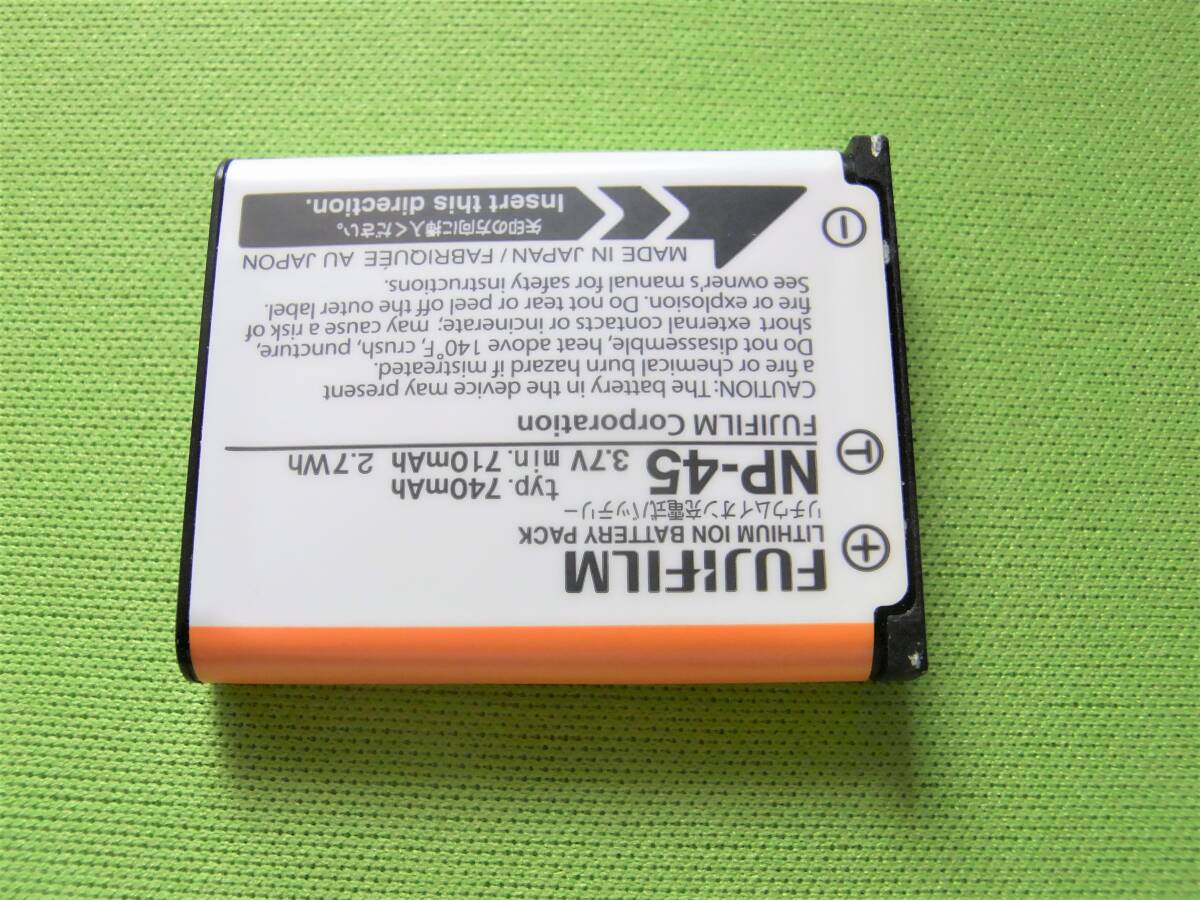 FUJIFILM
LITHIUM ION BATTERY PACK
リチウムイオン充電式バッテリー
NP-45 3.7V typ. 740mAh min. 710mAh 2.7Wh
FUJIFILM Corporation
CAUTION: The battery in the device may present
a fire or chemical burn hazard if mistreated.
Do not disassemble, heat adove 140°F, crush, puncture,
short external contacts or incinerate; may cause a risk of
fire or explosion. Do not tear or peel off the outer label.
See owner's manual for safety instructions.
MADE IN JAPAN / FABRIQUÉE AU JAPON
矢印の方向に挿入ください。
Insert this direction.
+
T
−